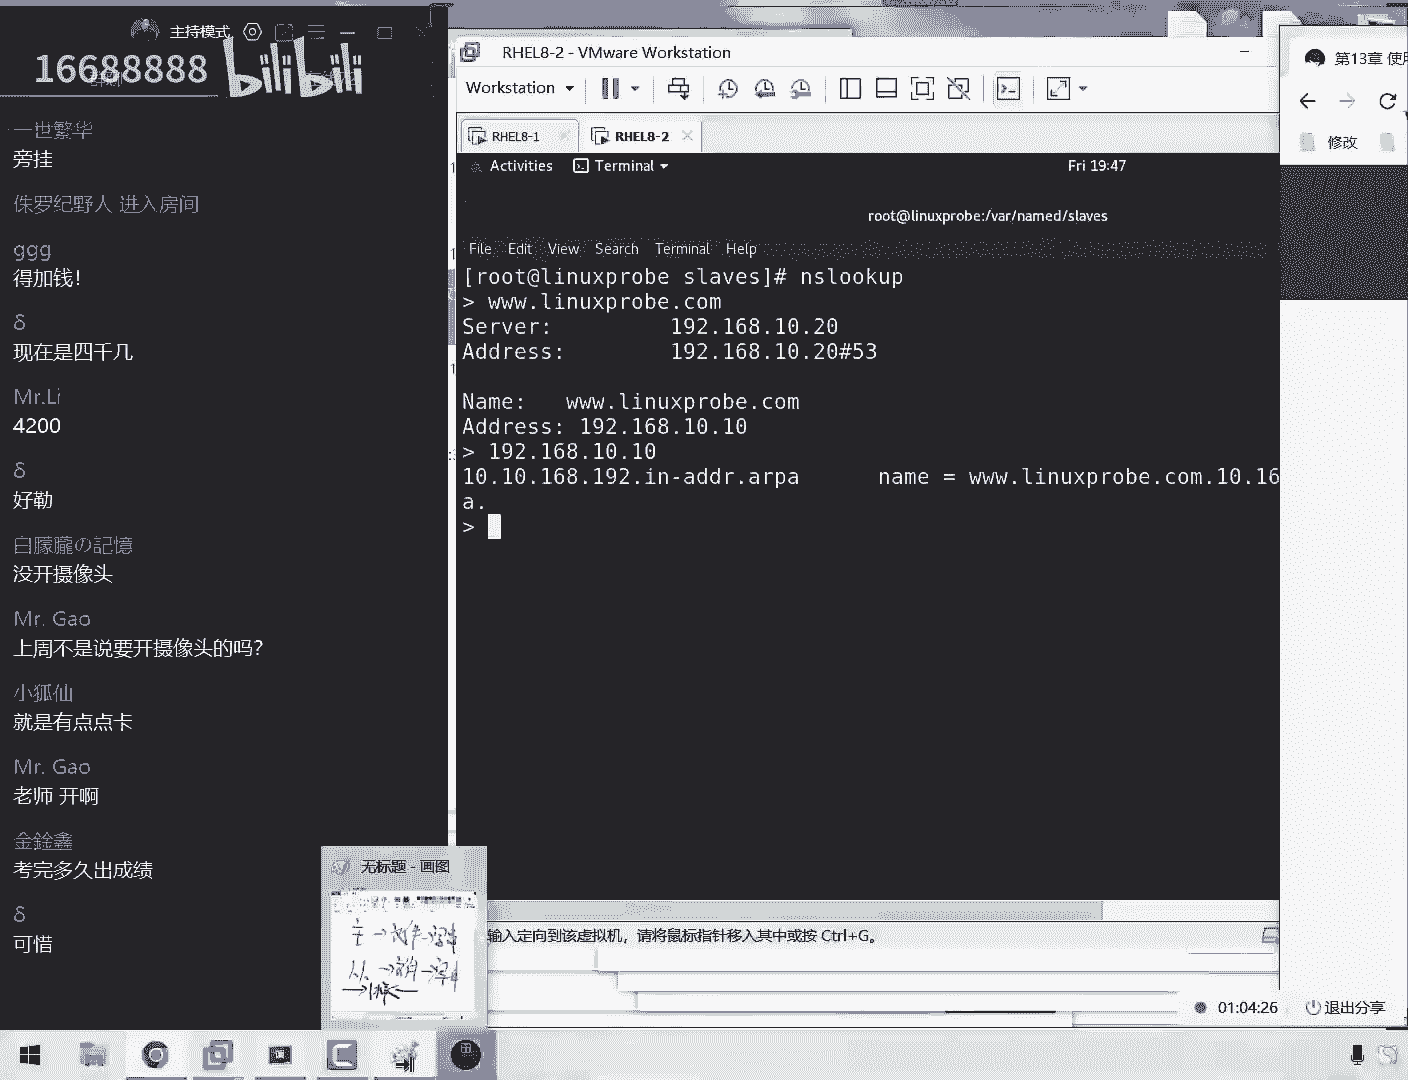 主持模式
16688888
bilibili
一世繁华
旁挂
侏罗纪野人 进入房间
ggg
得加钱!
δ
现在是四千几
Mr.Li
4200
δ
好勒
白朦朧の記憶
没开摄像头
Mr. Gao
上周不是说要开摄像头的吗?
小狐仙
就是有点点卡
Mr. Gao
老师 开啊
金銓鑫
考完多久出成绩
δ
可惜
RHEL8-2 - VMware Workstation
Workstation
RHEL8-1
RHEL8-2
Activities
Terminal
Fri 19:47
root@linuxprobe:/var/named/slaves
File Edit View Search Terminal Help
[root@linuxprobe slaves]# nslookup
> www.linuxprobe.com
Server: 192.168.10.20
Address: 192.168.10.20#53
Name: www.linuxprobe.com
Address: 192.168.10.10
> 192.168.10.10
10.10.168.192.in-addr.arpa name = www.linuxprobe.com.10.16
a.
>
第13章 使用
修改
无标题 - 画图
输入定向到该虚拟机，请将鼠标指针移入其中或按 Ctrl+G。
01:04:26
退出分享